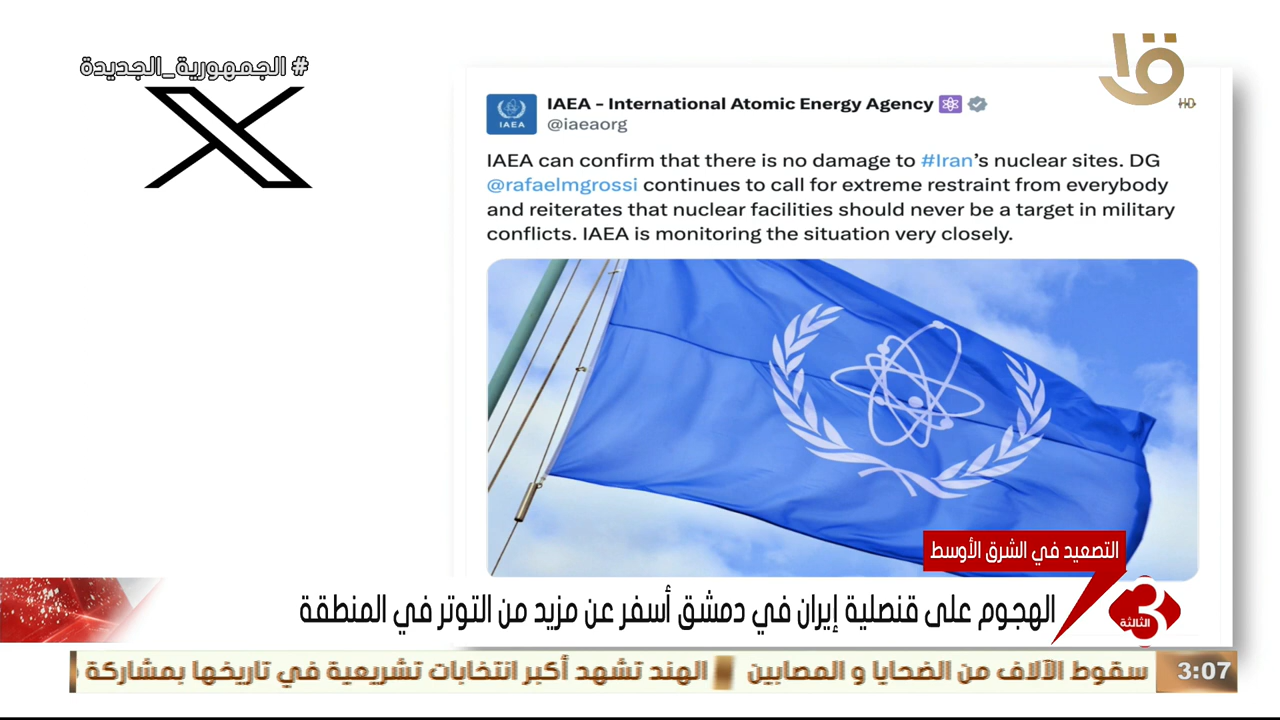 # الجمهورية_الجديدة
IAEA – International Atomic Energy Agency
@iaeaorg
IAEA
IAEA can confirm that there is no damage to #Iran's nuclear sites. DG
@rafaelmgrossi continues to call for extreme restraint from everybody
and reiterates that nuclear facilities should never be a target in military
conflicts. IAEA is monitoring the situation very closely.
HD
التصعيد في الشرق الأوسط
الهجوم على قنصلية إيران في دمشق أسفر عن مزيد من التوتر في المنطقة
3 الثالثة
3:07
سقوط الآلاف من الضحايا و المصابين
الهند تشهد أكبر انتخابات تشريعية في تاريخها بمشاركة